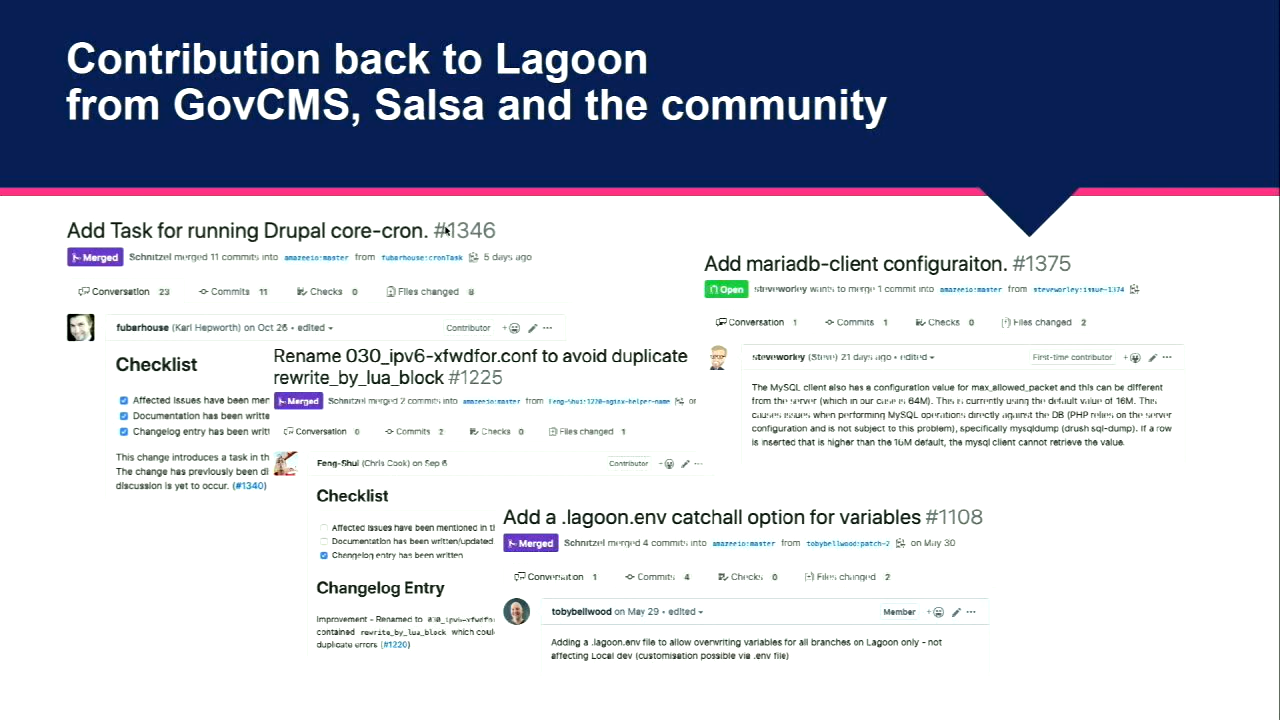 Contribution back to Lagoon
from GovCMS, Salsa and the community
Add Task for running Drupal core-cron. #1346
Merged Schnitzel merged 11 commits into amazeeio:master from fubarhouse:cronTask 5 days ago
Conversation 23 Commits 11 Checks 0 Files changed 8
fubarhouse (Karl Hepworth) on Oct 26 • edited Contributor
Checklist
Affected issues have been mer
Documentation has been writte
Changelog entry has been writt
This change introduces a task in th
The change has previously been di
discussion is yet to occur. (#1340)
Rename 030_ipv6-xfwdfor.conf to avoid duplicate
rewrite_by_lua_block #1225
Merged Schnitzel merged 2 commits into amazeeio:master from Feng-Shui:1220-nginx-helper-name or
Conversation 0 Commits 2 Checks 0 Files changed 1
Feng-Shui (Chris Cook) on Sep 6 Contributor
Checklist
Affected issues have been mentioned in th
Documentation has been written/updated
Changelog entry has been written
Changelog Entry
Improvement - Renamed to 030_ipv6-xfwdfo
contained rewrite_by_lua_block which coul
duplicate errors (#1220)
Add mariadb-client configuraiton. #1375
Open steveworley wants to merge 1 commit into amazeeio:master from steveworley:issue-1374
Conversation 1 Commits 1 Checks 0 Files changed 2
steveworley (Steve) 21 days ago • edited First-time contributor
The MySQL client also has a configuration value for max_allowed_packet and this can be different
from the server (which in our case is 64M). This is currently using the default value of 16M. This
causes issues when performing MySQL operations directly against the DB (PHP relies on the server
configuration and is not subject to this problem), specifically mysqldump (drush sql-dump). If a row
is inserted that is higher than the 16M default, the mysql client cannot retrieve the value.
Add a .lagoon.env catchall option for variables #1108
Merged Schnitzel merged 4 commits into amazeeio:master from tobybellwood:patch-2 on May 30
Conversation 1 Commits 4 Checks 0 Files changed 2
tobybellwood on May 29 • edited Member
Adding a .lagoon.env file to allow overwriting variables for all branches on Lagoon only - not
affecting Local dev (customisation possible via .env file)